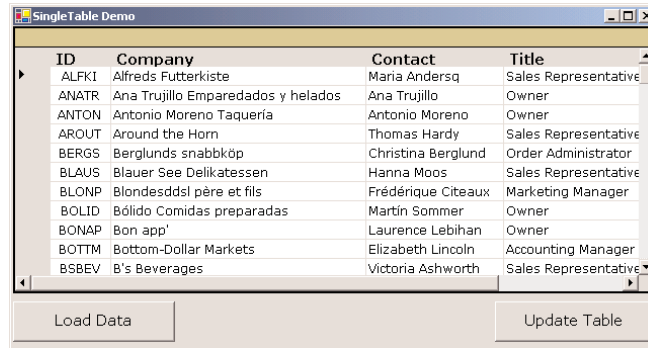 SingleTable Demo
ID Company Contact Title
ALFKI Alfreds Futterkiste Maria Andersq Sales Representative
ANATR Ana Trujillo Emparedados y helados Ana Trujillo Owner
ANTON Antonio Moreno Taquería Antonio Moreno Owner
AROUT Around the Horn Thomas Hardy Sales Representative
BERGS Berglunds snabbköp Christina Berglund Order Administrator
BLAUS Blauer See Delikatessen Hanna Moos Sales Representative
BLONP Blondesddsl père et fils Frédérique Citeaux Marketing Manager
BOLID Bólido Comidas preparadas Martín Sommer Owner
BONAP Bon app' Laurence Lebihan Owner
BOTTM Bottom-Dollar Markets Elizabeth Lincoln Accounting Manager
BSBEV B's Beverages Victoria Ashworth Sales Representative
Load Data Update Table